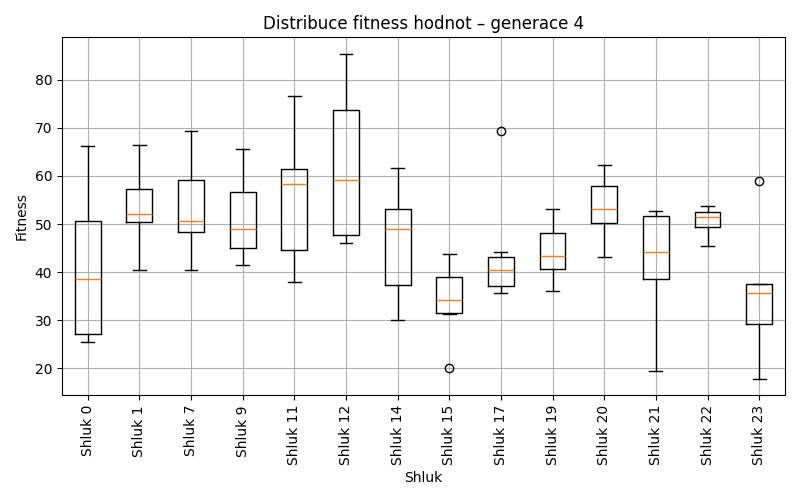 Distribuce fitness hodnot – generace 4
Fitness
80
70
60
50
40
30
20
Shluk 0
Shluk 1
Shluk 7
Shluk 9
Shluk 11
Shluk 12
Shluk 14
Shluk 15
Shluk 17
Shluk 19
Shluk 20
Shluk 21
Shluk 22
Shluk 23
Shluk